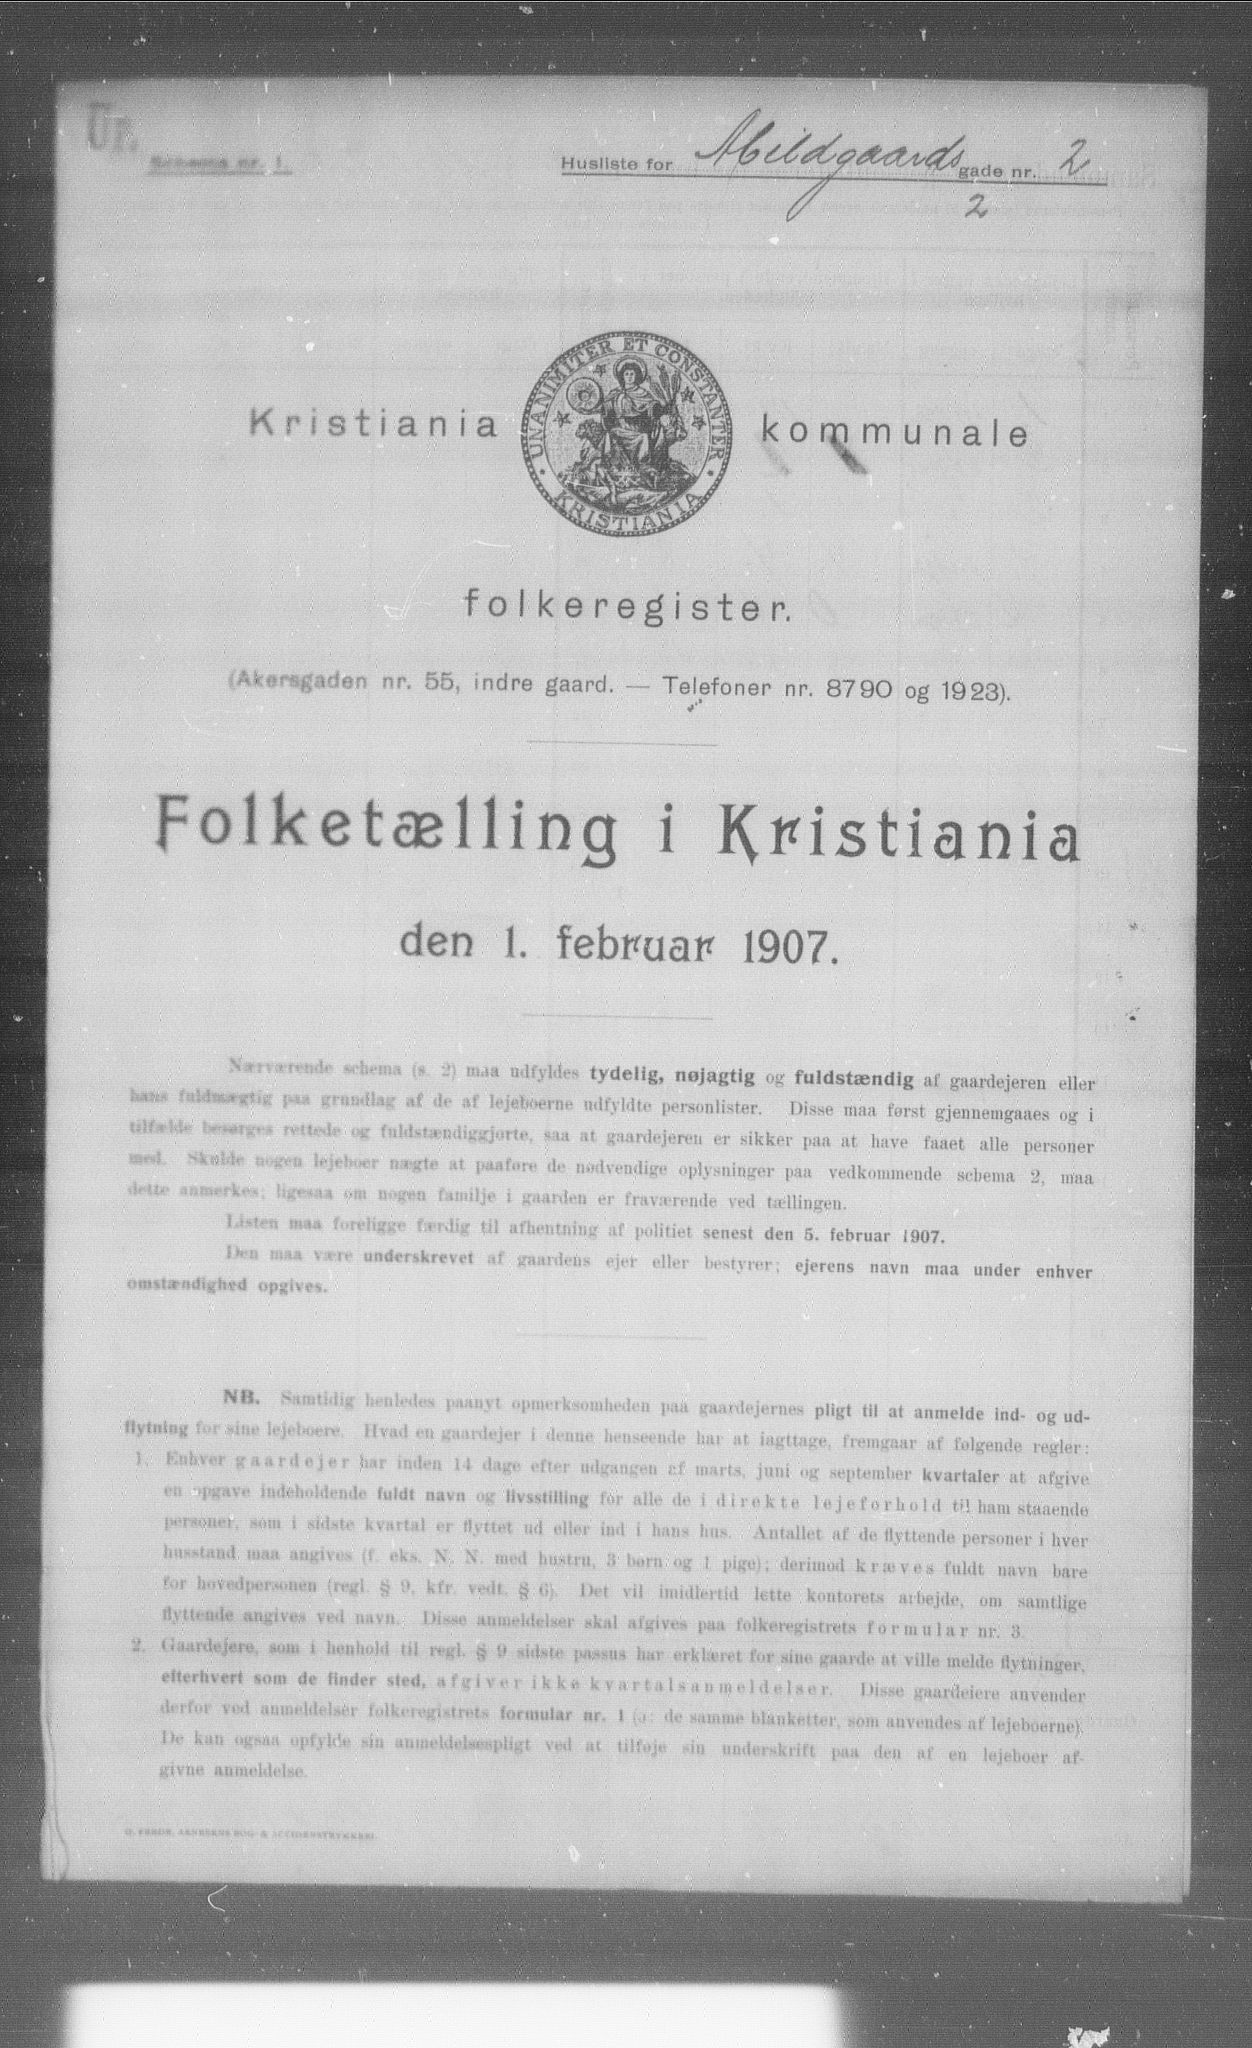 Ur.
Schema nr. 1.
Husliste for Abildgaards gade nr. 2
2
UNANIMITER ET CONSTANTER
KRISTIANIA
Kristiania kommunale
folkeregister.
(Akersgaden nr. 55, indre gaard. — Telefoner nr. 8790 og 1923).
Folketælling i Kristiania
den 1. februar 1907.
Nærværende schema (s. 2) maa udfyldes tydelig, nøjagtig og fuldstændig af gaardejeren eller
hans fuldmægtig paa grundlag af de af lejeboerne udfyldte personlister. Disse maa først gjennemgaaes og i
tilfælde besørges rettede og fuldstændiggjorte, saa at gaardejeren er sikker paa at have faaet alle personer
med. Skulde nogen lejeboer nægte at paaføre de nødvendige oplysninger paa vedkommende schema 2, maa
dette anmerkes; ligesaa om nogen familje i gaarden er fraværende ved tællingen.
Listen maa foreligge færdig til afhentning af politiet senest den 5. februar 1907.
Den maa være underskrevet af gaardens ejer eller bestyrer; ejerens navn maa under enhver
omstændighed opgives.
NB. Samtidig henledes paanyt opmerksomheden paa gaardejernes pligt til at anmelde ind- og ud-
flytning for sine lejeboere. Hvad en gaardejer i denne henseende har at iagttage, fremgaar af følgende regler:
1. Enhver gaardejer har inden 14 dage efter udgangen af marts, juni og september kvartaler at afgive
en opgave indeholdende fuldt navn og livsstilling for alle de i direkte lejeforhold til ham staaende
personer, som i sidste kvartal er flyttet ud eller ind i hans hus. Antallet af de flyttende personer i hver
husstand maa angives (f. eks. N. N. med hustru, 3 børn og 1 pige); derimod kræves fuldt navn bare
for hovedpersonen (regl. § 9, kfr. vedt. § 6). Det vil imidlertid lette kontorets arbejde, om samtlige
flyttende angives ved navn. Disse anmeldelser skal afgives paa folkeregistrets formular nr. 3.
2. Gaardejere, som i henhold til regl. § 9 sidste passus har erklæret for sine gaarde at ville melde flytninger,
efterhvert som de finder sted, afgiver ikke kvartalsanmeldelser. Disse gaardeiere anvender
derfor ved anmeldelser folkeregistrets formular nr. 1 (ɔ: de samme blanketter, som anvendes af lejeboerne).
De kan ogsaa opfylde sin anmeldelsespligt ved at tilføje sin underskrift paa den af en lejeboer af-
givne anmeldelse.
O. FREDR. ARNESENS BOG- & ACCIDENSTRYKKERI.